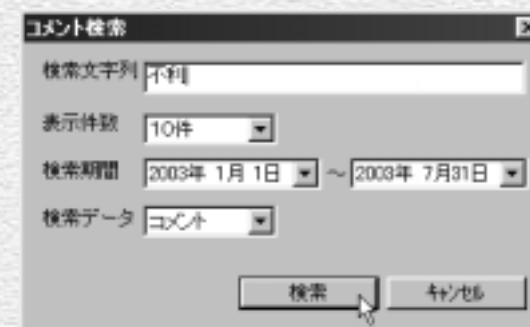 コメント検索
検索文字列 不利
表示件数 10件
検索期間 2003年 1月 1日 ～ 2003年 7月31日
検索データ コメント
検索 キャンセル